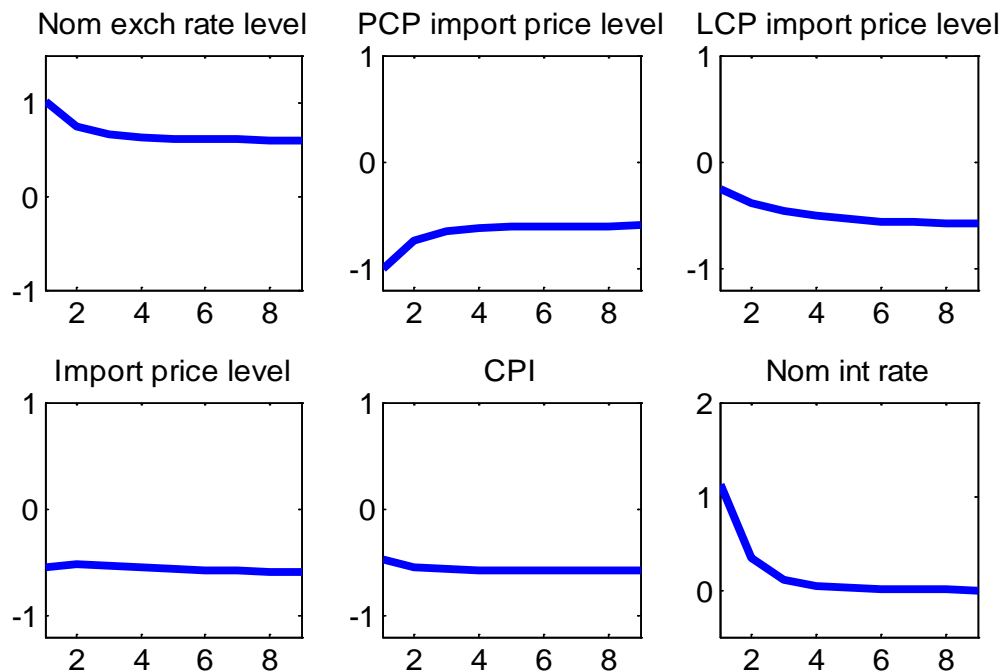 Nom exch rate level
PCP import price level
LCP import price level
1
0
-1
2 4 6 8
1
0
-1
2 4 6 8
1
0
-1
2 4 6 8
Import price level
CPI
Nom int rate
1
0
-1
2 4 6 8
1
0
-1
2 4 6 8
2
1
0
2 4 6 8